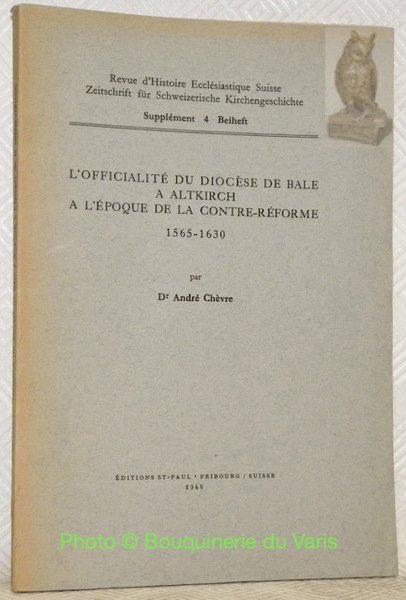 Revue d'Histoire Ecclésiastique Suisse
Zeitschrift für Schweizerische Kirchengeschichte
Supplément 4 Beiheft
L'OFFICIALITÉ DU DIOCÈSE DE BALE
A ALTKIRCH
A L'ÉPOQUE DE LA CONTRE-RÉFORME
1565-1630
par
Dr André Chèvre
ÉDITIONS ST-PAUL · FRIBOURG / SUISSE
1946
Photo © Bouquinerie du Varis